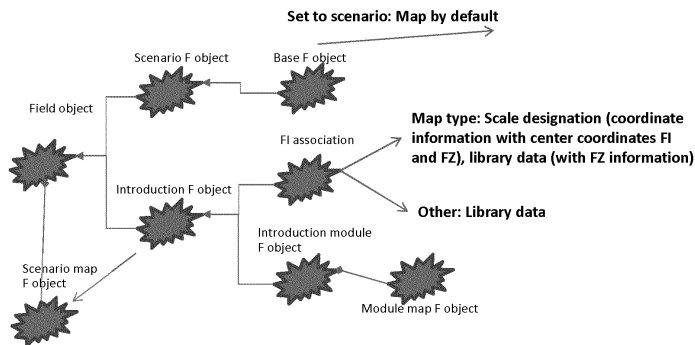 Set to scenario: Map by default
Scenario F object
Base F object
Field object
FI association
Map type: Scale designation (coordinate
information with center coordinates FI
and FZ), library data (with FZ information)
Introduction F object
Other: Library data
Introduction module
F object
Scenario map
F object
Module map F object